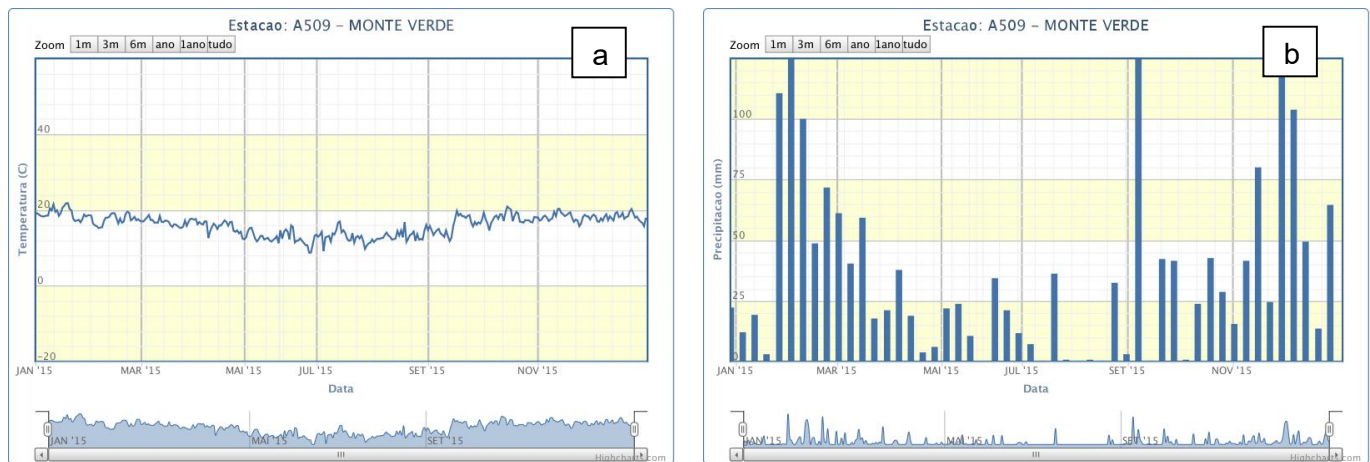 Estacao: A509 – MONTE VERDE
a
Zoom 1m 3m 6m ano 1ano tudo
40
20
0
-20
Temperatura (C)
JAN '15 MAR '15 MAI '15 JUL '15 SET '15 NOV '15
Data
JAN '15 MAI '15 SET '15
Highcharts.com
Estacao: A509 – MONTE VERDE
b
Zoom 1m 3m 6m ano 1ano tudo
100
75
50
25
0
Precipitacao (mm)
JAN '15 MAR '15 MAI '15 JUL '15 SET '15 NOV '15
Data
JAN '15 MAI '15 SET '15
Highcharts.com